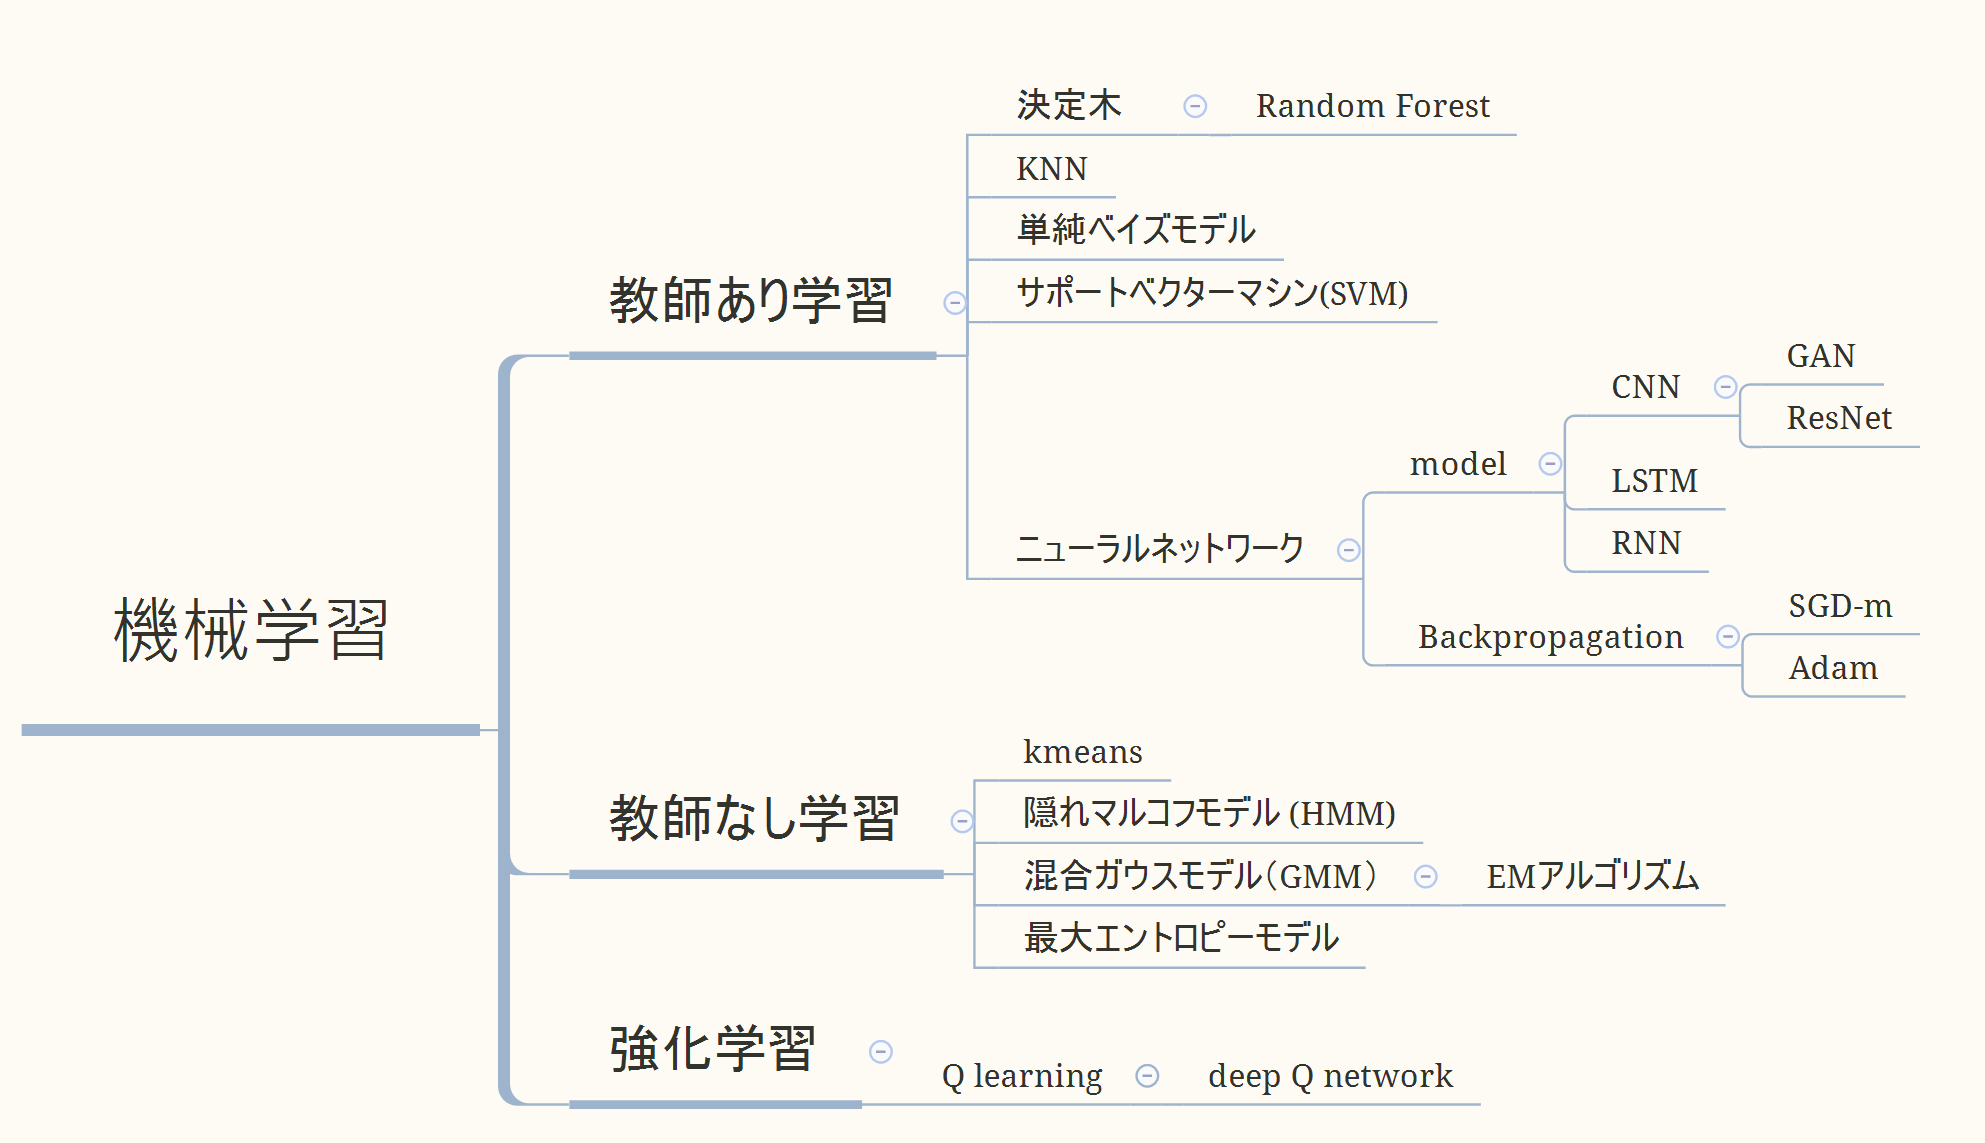 機械学習
教師あり学習
決定木
Random Forest
KNN
単純ベイズモデル
サポートベクターマシン(SVM)
ニューラルネットワーク
model
CNN
GAN
ResNet
LSTM
RNN
Backpropagation
SGD-m
Adam
教師なし学習
kmeans
隠れマルコフモデル (HMM)
混合ガウスモデル（GMM）
EMアルゴリズム
最大エントロピーモデル
強化学習
Q learning
deep Q network